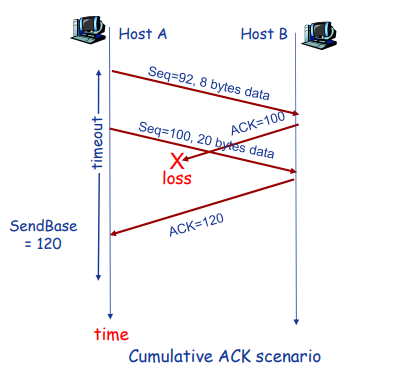 Host A
Host B
Seq=92, 8 bytes data
ACK=100
Seq=100, 20 bytes data
timeout
X
loss
ACK=120
SendBase
= 120
time
Cumulative ACK scenario